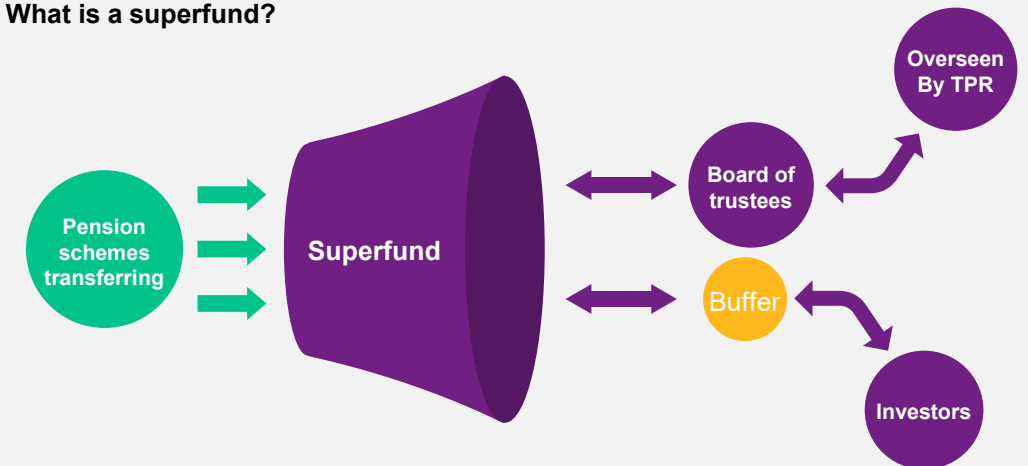 What is a superfund?
Overseen
By TPR
Board of
trustees
Pension
schemes
transferring
Superfund
Buffer
Investors